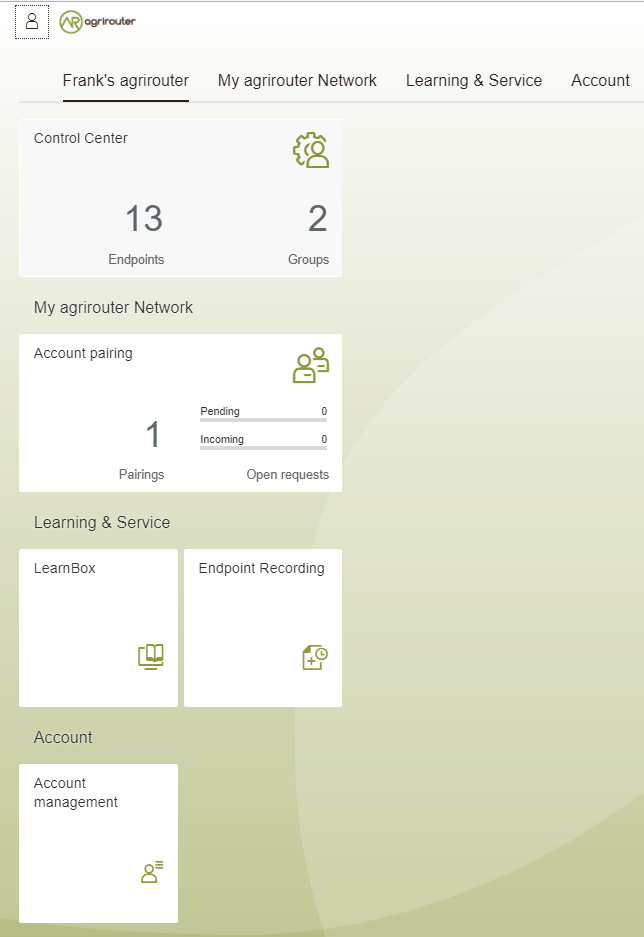 AR agrirouter
Frank's agrirouter My agrirouter Network Learning & Service Account
Control Center
13 2
Endpoints Groups
My agrirouter Network
Account pairing
Pending 0
1
Incoming 0
Pairings Open requests
Learning & Service
LearnBox Endpoint Recording
Account
Account
management